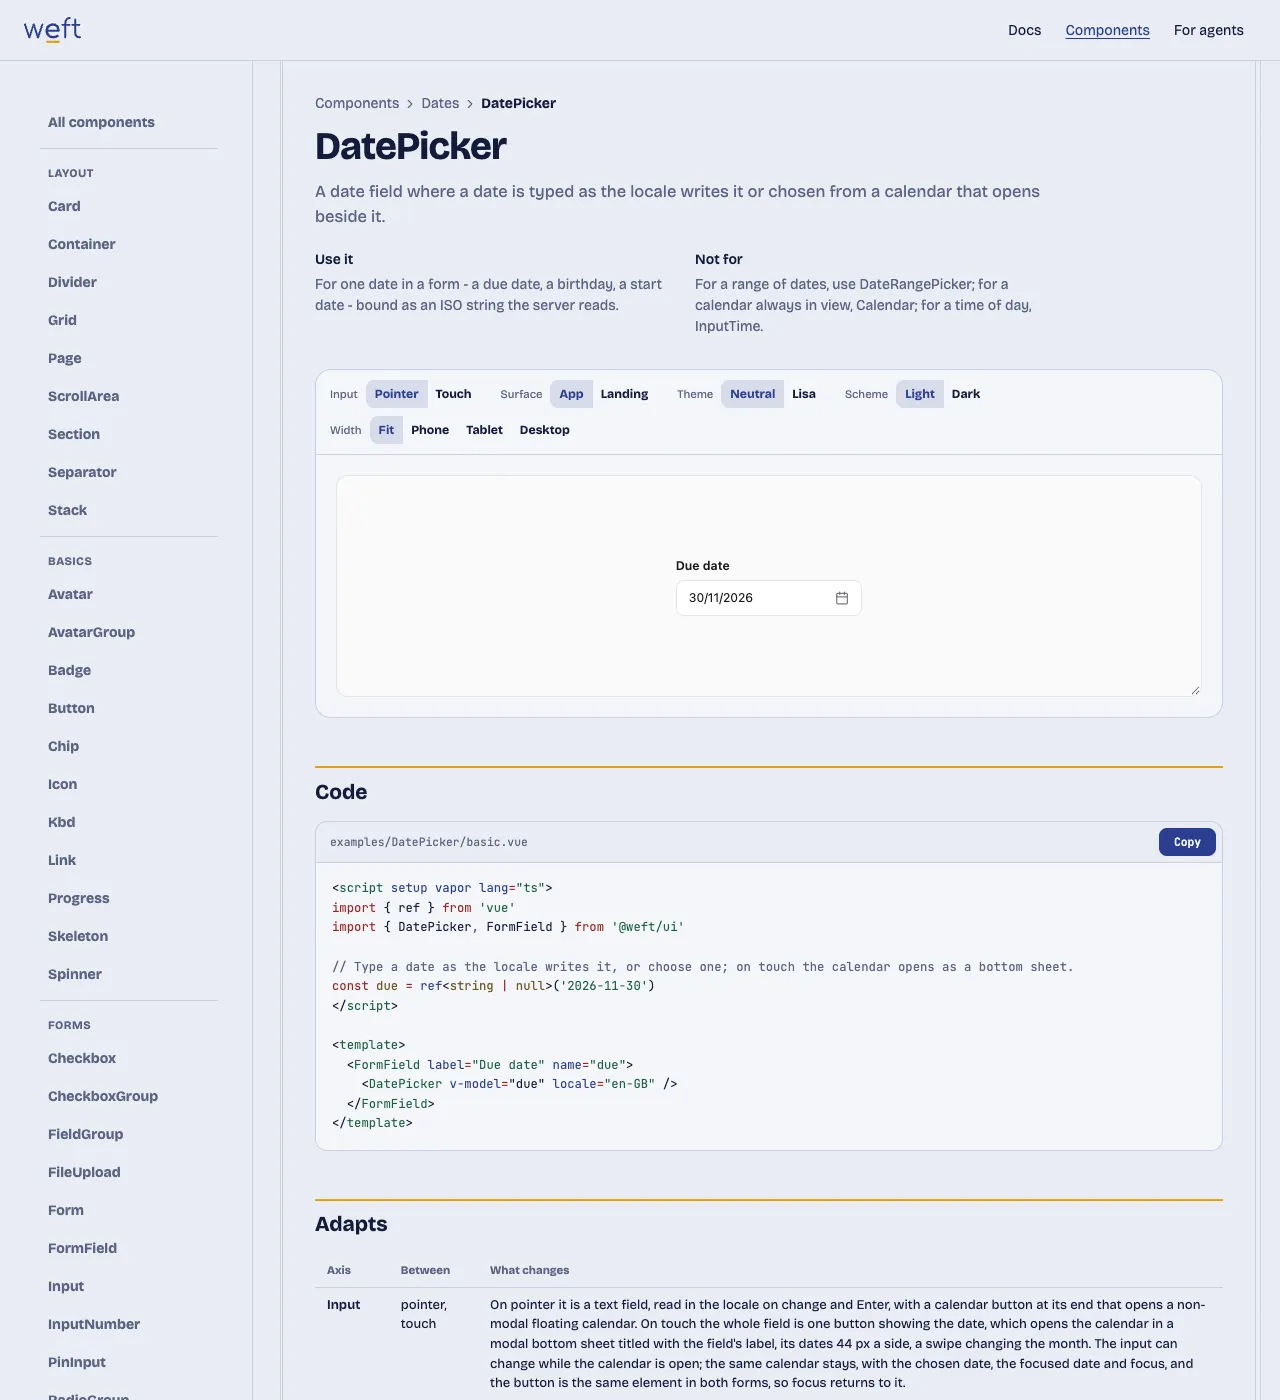 weft
Docs
Components
For agents
All components
LAYOUT
Card
Container
Divider
Grid
Page
ScrollArea
Section
Separator
Stack
BASICS
Avatar
AvatarGroup
Badge
Button
Chip
Icon
Kbd
Link
Progress
Skeleton
Spinner
FORMS
Checkbox
CheckboxGroup
FieldGroup
FileUpload
Form
FormField
Input
InputNumber
PinInput
RadioGroup
Components > Dates > DatePicker
DatePicker
A date field where a date is typed as the locale writes it or chosen from a calendar that opens
beside it.
Use it
For one date in a form - a due date, a birthday, a start
date - bound as an ISO string the server reads.
Not for
For a range of dates, use DateRangePicker; for a
calendar always in view, Calendar; for a time of day,
InputTime.
Input Pointer Touch Surface App Landing Theme Neutral Lisa Scheme Light Dark
Width Fit Phone Tablet Desktop
Due date
30/11/2026
Code
examples/DatePicker/basic.vue
Copy
<script setup vapor lang="ts">
import { ref } from 'vue'
import { DatePicker, FormField } from '@weft/ui'
// Type a date as the locale writes it, or choose one; on touch the calendar opens as a bottom sheet.
const due = ref<string | null>('2026-11-30')
</script>
<template>
  <FormField label="Due date" name="due">
    <DatePicker v-model="due" locale="en-GB" />
  </FormField>
</template>
Adapts
Axis Between What changes
Input
pointer,
touch
On pointer it is a text field, read in the locale on change and Enter, with a calendar button at its end that opens a non-
modal floating calendar. On touch the whole field is one button showing the date, which opens the calendar in a
modal bottom sheet titled with the field's label, its dates 44 px a side, a swipe changing the month. The input can
change while the calendar is open; the same calendar stays, with the chosen date, the focused date and focus, and
the button is the same element in both forms, so focus returns to it.